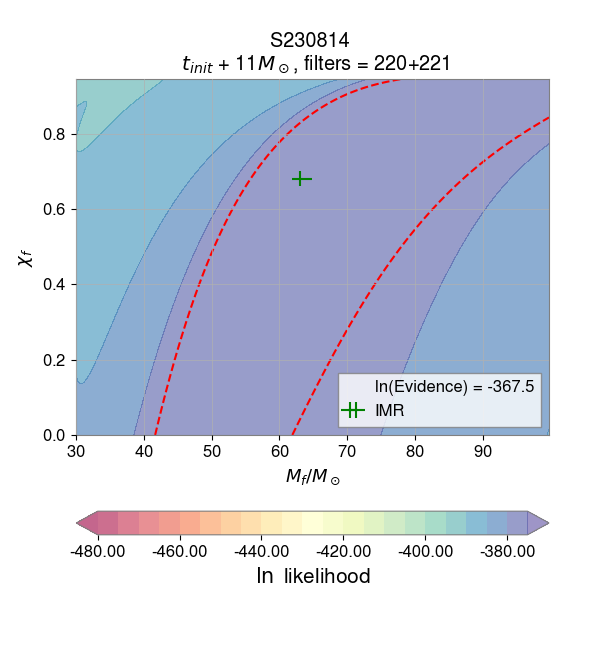 S230814
t_init + 11M_⊙, filters = 220+221
χ_f
0.8
0.6
0.4
0.2
0.0
ln(Evidence) = -367.5
IMR
30 40 50 60 70 80 90
M_f/M_⊙
-480.00 -460.00 -440.00 -420.00 -400.00 -380.00
ln likelihood